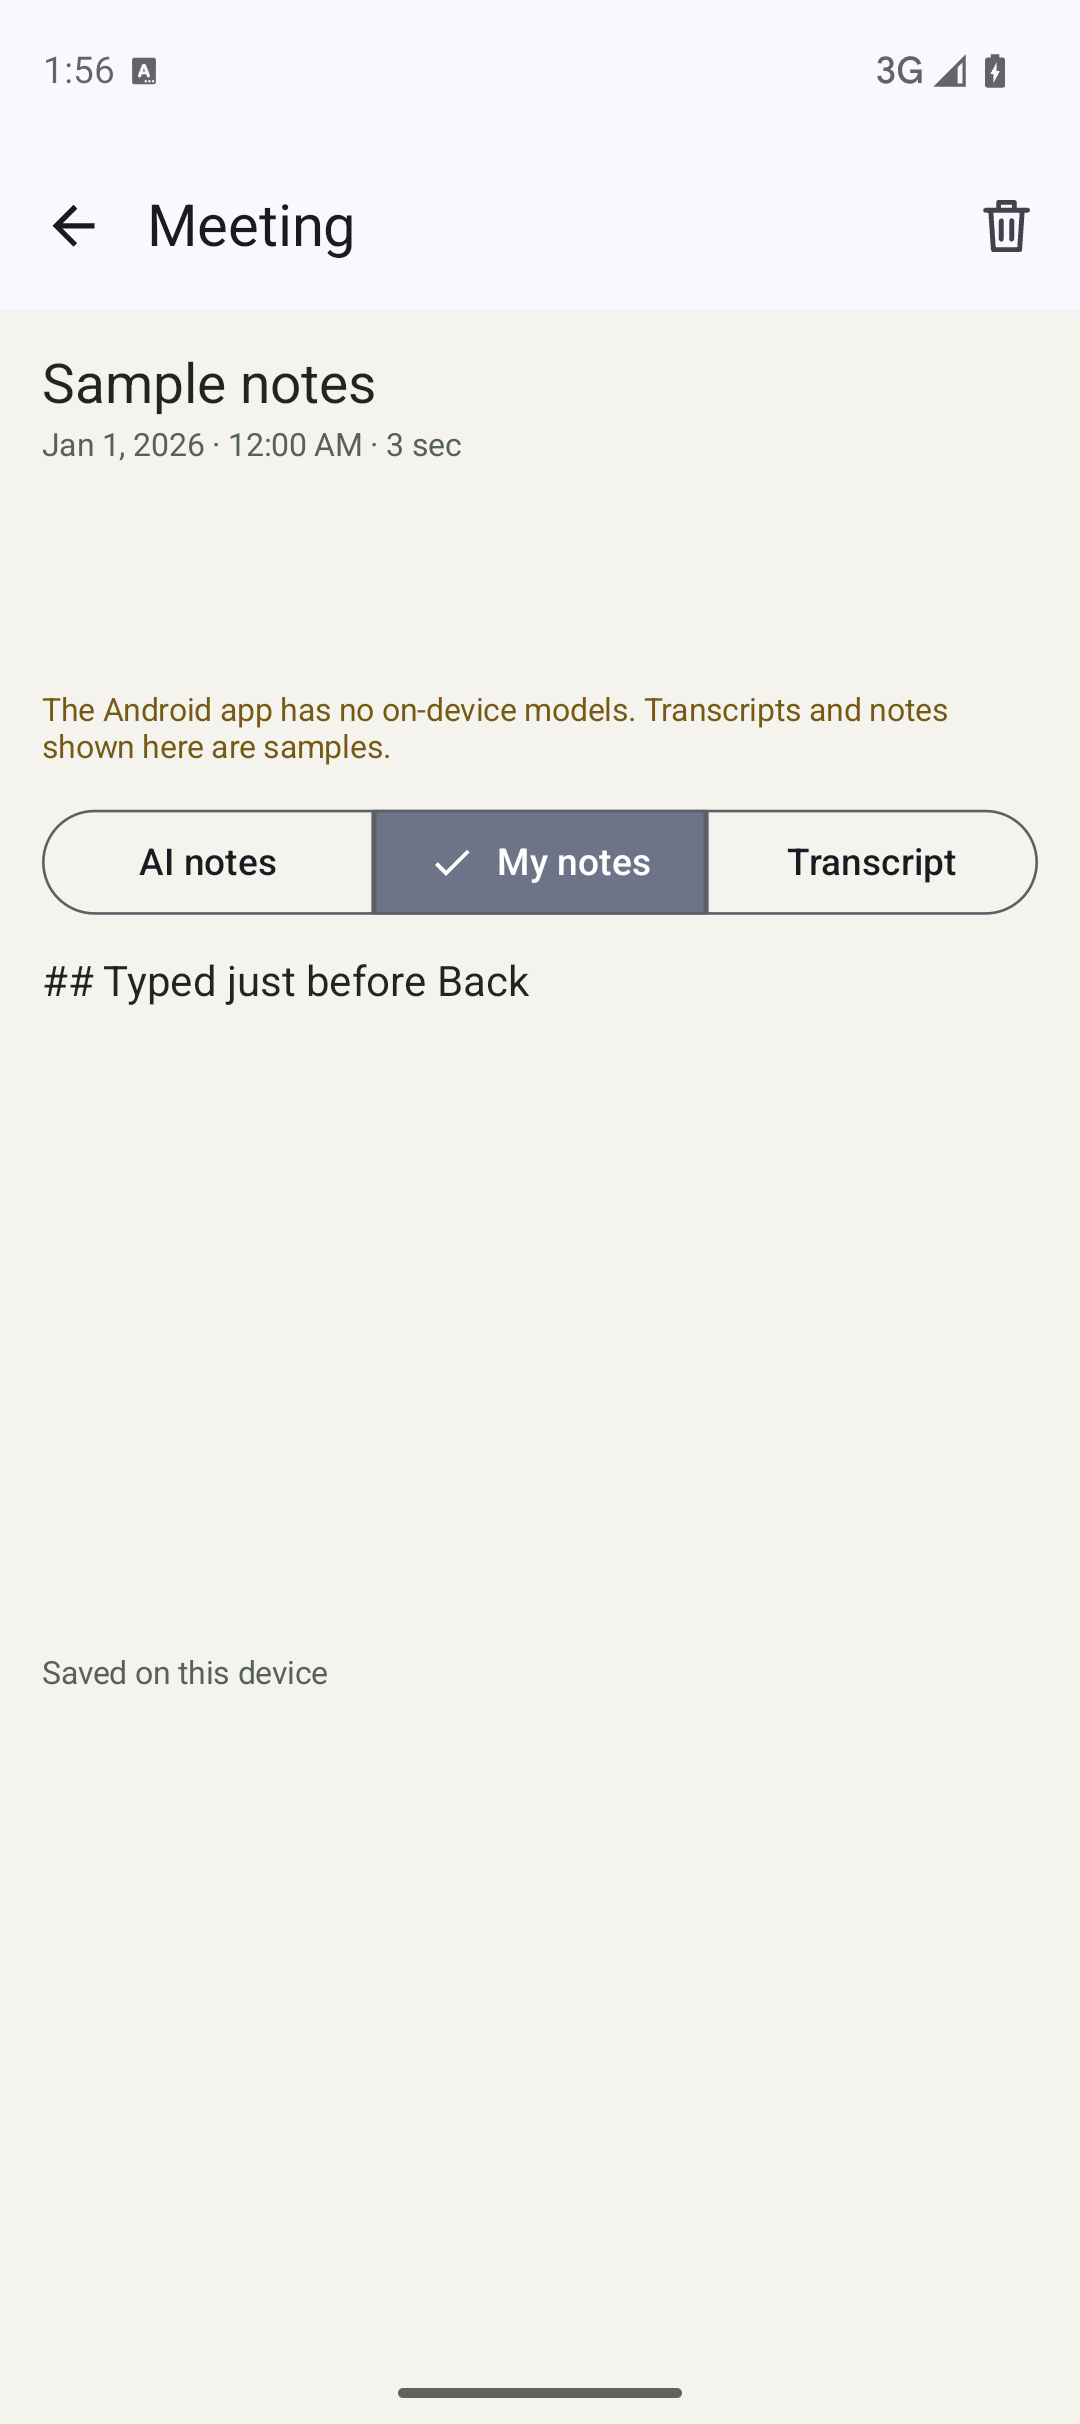 1:56
3G
Meeting
Sample notes
Jan 1, 2026 · 12:00 AM · 3 sec
The Android app has no on-device models. Transcripts and notes
shown here are samples.
AI notes
My notes
Transcript
## Typed just before Back
Saved on this device